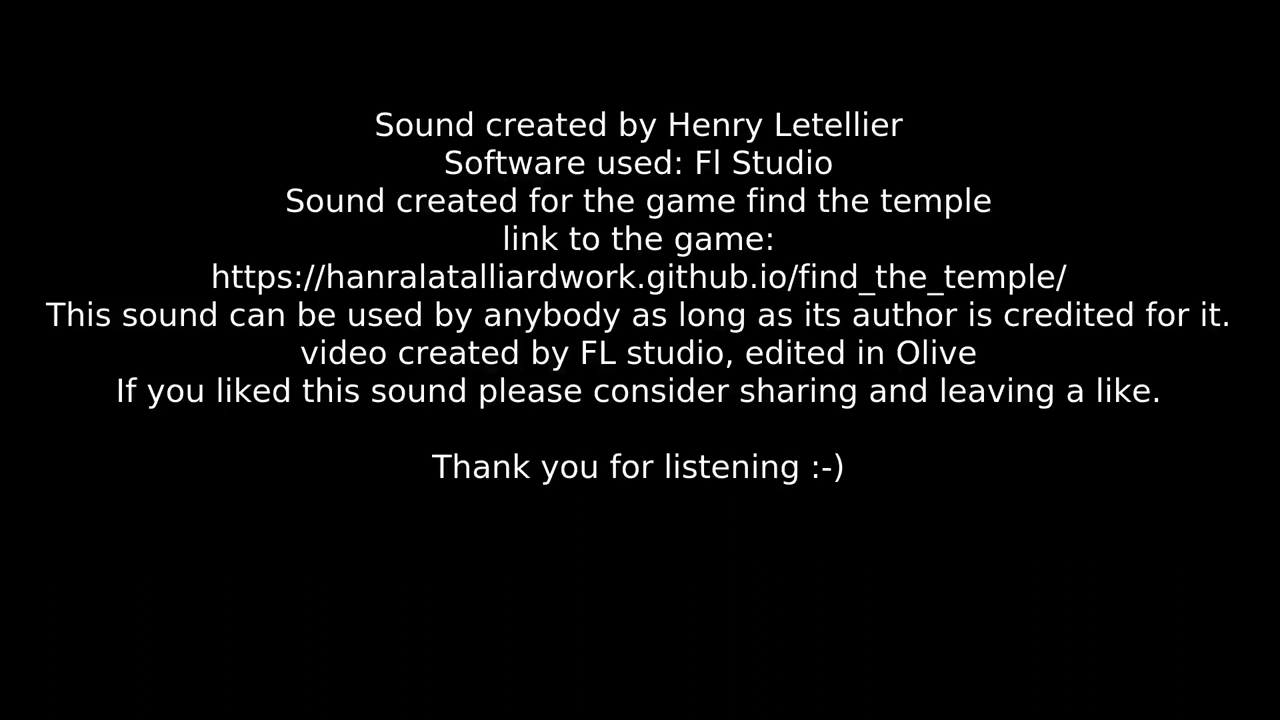 Sound created by Henry Letellier
Software used: Fl Studio
Sound created for the game find the temple
link to the game:
https://hanralatalliardwork.github.io/find_the_temple/
This sound can be used by anybody as long as its author is credited for it.
video created by FL studio, edited in Olive
If you liked this sound please consider sharing and leaving a like.
Thank you for listening :-)